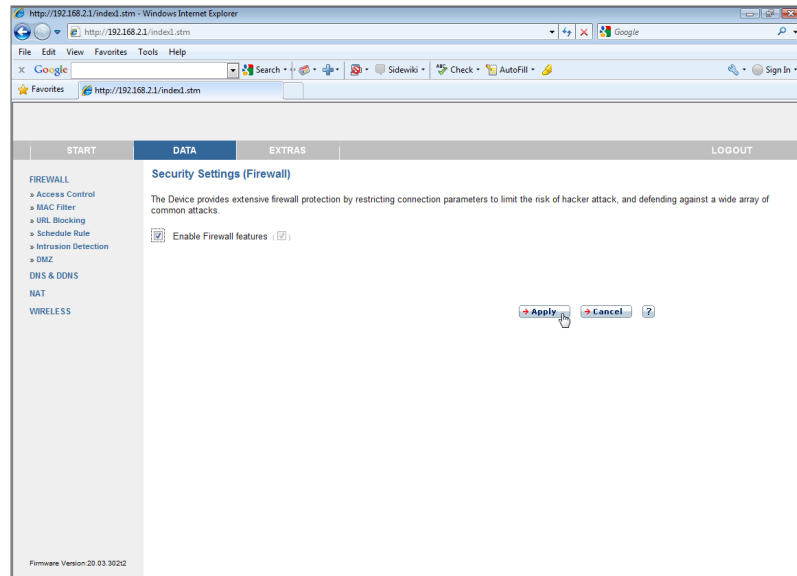 http://192.168.2.1/index1.stm - Windows Internet Explorer
http://192.168.2.1/index1.stm
Google
File Edit View Favorites Tools Help
x Google Search Sidewiki ABC Check AutoFill Sign In
Favorites http://192.168.2.1/index1.stm
START DATA EXTRAS LOGOUT
Security Settings (Firewall)
FIREWALL
» Access Control
» MAC Filter
» URL Blocking
» Schedule Rule
» Intrusion Detection
» DMZ
DNS & DDNS
NAT
WIRELESS
The Device provides extensive firewall protection by restricting connection parameters to limit the risk of hacker attack, and defending against a wide array of
common attacks.
Enable Firewall features ( )
Apply Cancel ?
Firmware Version:20.03.302t2